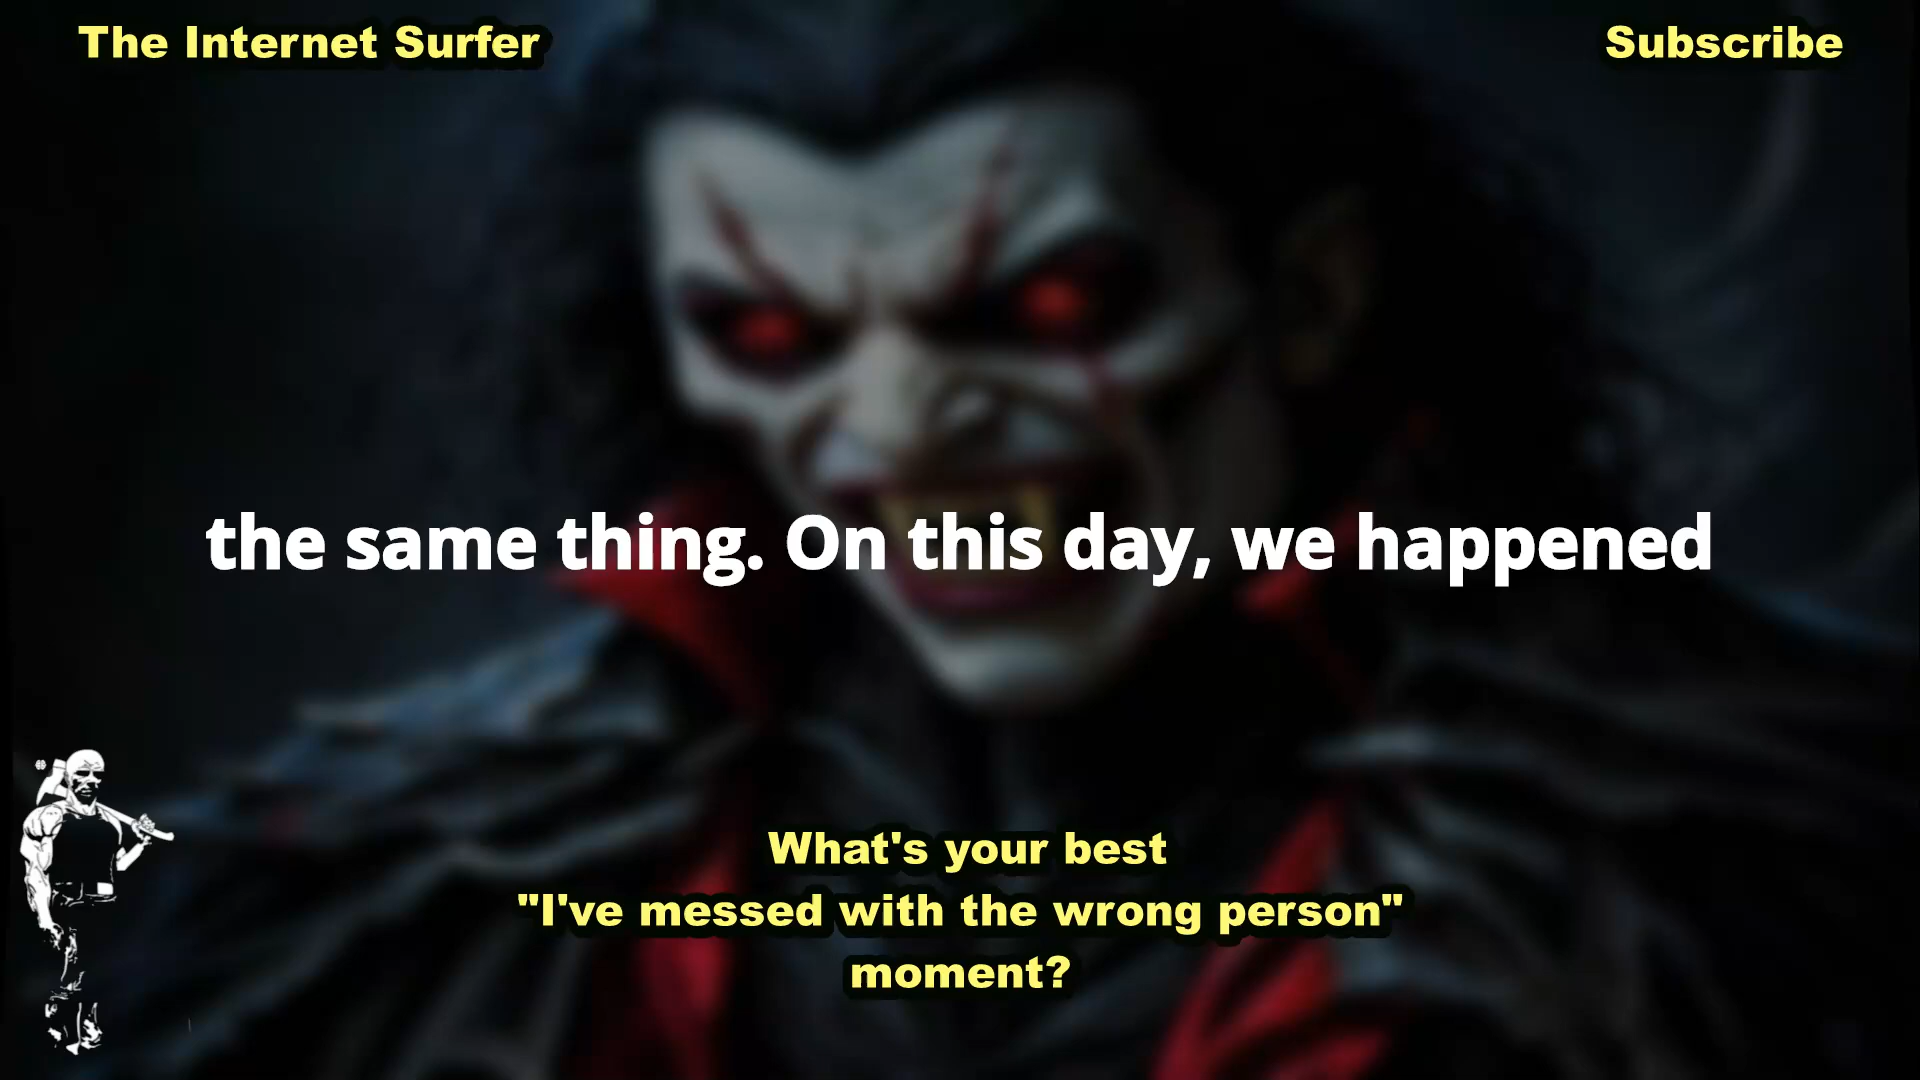 The Internet Surfer
Subscribe
the same thing. On this day, we happened
What's your best
"I've messed with the wrong person"
moment?